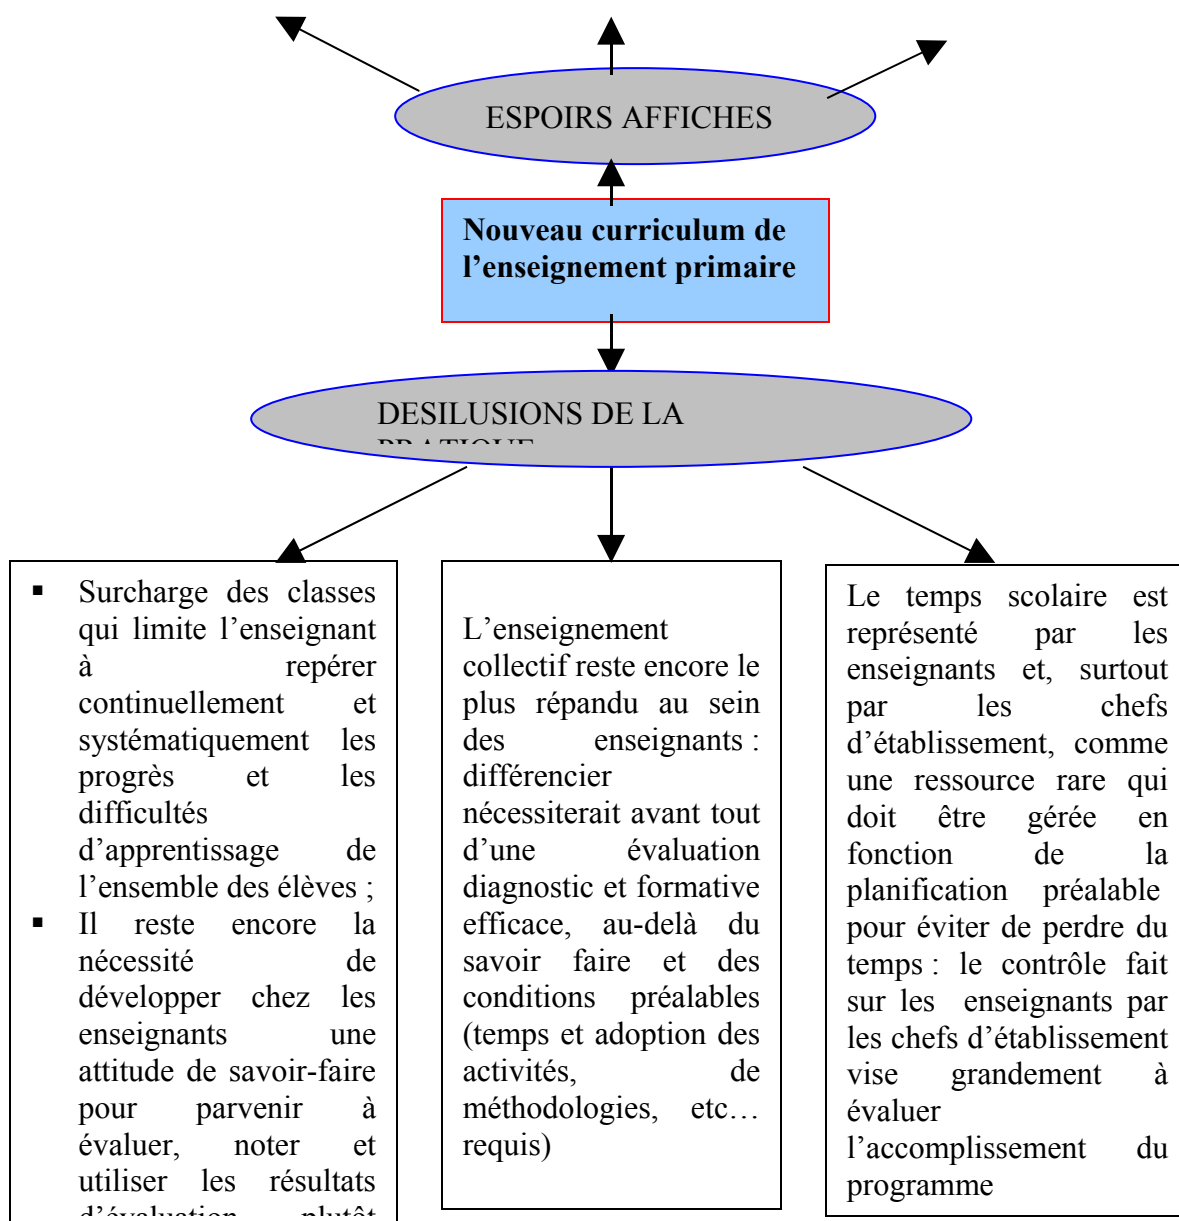 ESPOIRS AFFICHES
Nouveau curriculum de
l’enseignement primaire
DESILUSIONS DE LA
PRATIQUE
▪ Surcharge des classes
qui limite l’enseignant
à repérer
continuellement et
systématiquement les
progrès et les
difficultés
d’apprentissage de
l’ensemble des élèves ;
▪ Il reste encore la
nécessité de
développer chez les
enseignants une
attitude de savoir-faire
pour parvenir à
évaluer, noter et
utiliser les résultats
d’évaluation plutôt
L’enseignement
collectif reste encore le
plus répandu au sein
des enseignants :
différencier
nécessiterait avant tout
d’une évaluation
diagnostic et formative
efficace, au-delà du
savoir faire et des
conditions préalables
(temps et adoption des
activités, de
méthodologies, etc…
requis)
Le temps scolaire est
représenté par les
enseignants et, surtout
par les chefs
d’établissement, comme
une ressource rare qui
doit être gérée en
fonction de la
planification préalable
pour éviter de perdre du
temps : le contrôle fait
sur les enseignants par
les chefs d’établissement
vise grandement à
évaluer
l’accomplissement du
programme